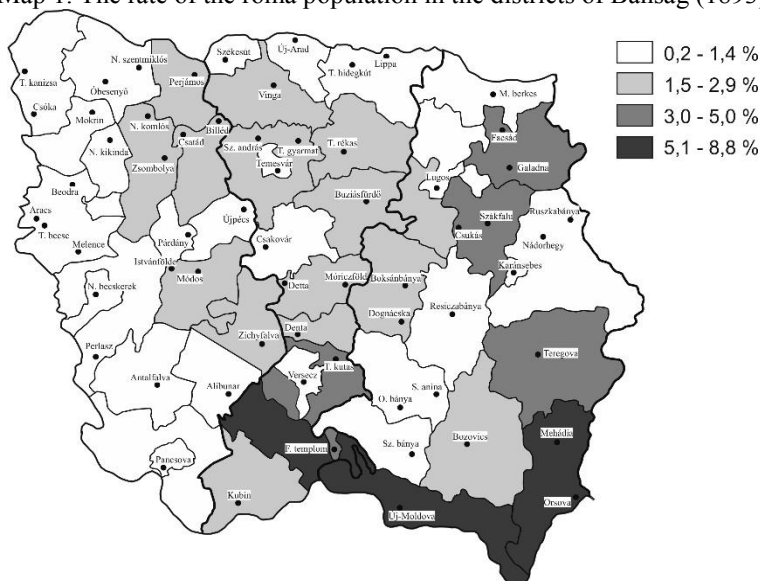 Map 1. The rate of the roma population in the districts of Bánság (1893)
0,2 - 1,4 %
1,5 - 2,9 %
3,0 - 5,0 %
5,1 - 8,8 %
Székesút
Új-Arad
Lippa
N. szentmiklós
T. hidegkút
T. kanizsa
Perjámos
Óbesenyő
Vinga
M. berkes
Csóka
Mokrin
N. komlós
Billéd
Facsád
N. kikinda
Csatád
Sz. andrás
T. gyarmat
T. rékas
Zsombolya
Temesvár
Galadna
Beodra
Lugos
Buziásfürdő
Aracs
Újpécs
Szákfalu
Ruszkabánya
T. becse
Párdány
Csakovár
Csukás
Nádorhegy
Melence
Istvánfölde
Módos
Móriczföld
Boksánbánya
Karánsebes
N. becskerek
Detta
Dognácska
Resiczabánya
Zichyfalva
Denta
Perlasz
T. kutas
Teregova
Antalfalva
Alibunár
Versecz
S. anina
O. bánya
Mehádia
F. templom
Sz. bánya
Bozovics
Pancsova
Kubin
Új-Moldova
Orsova